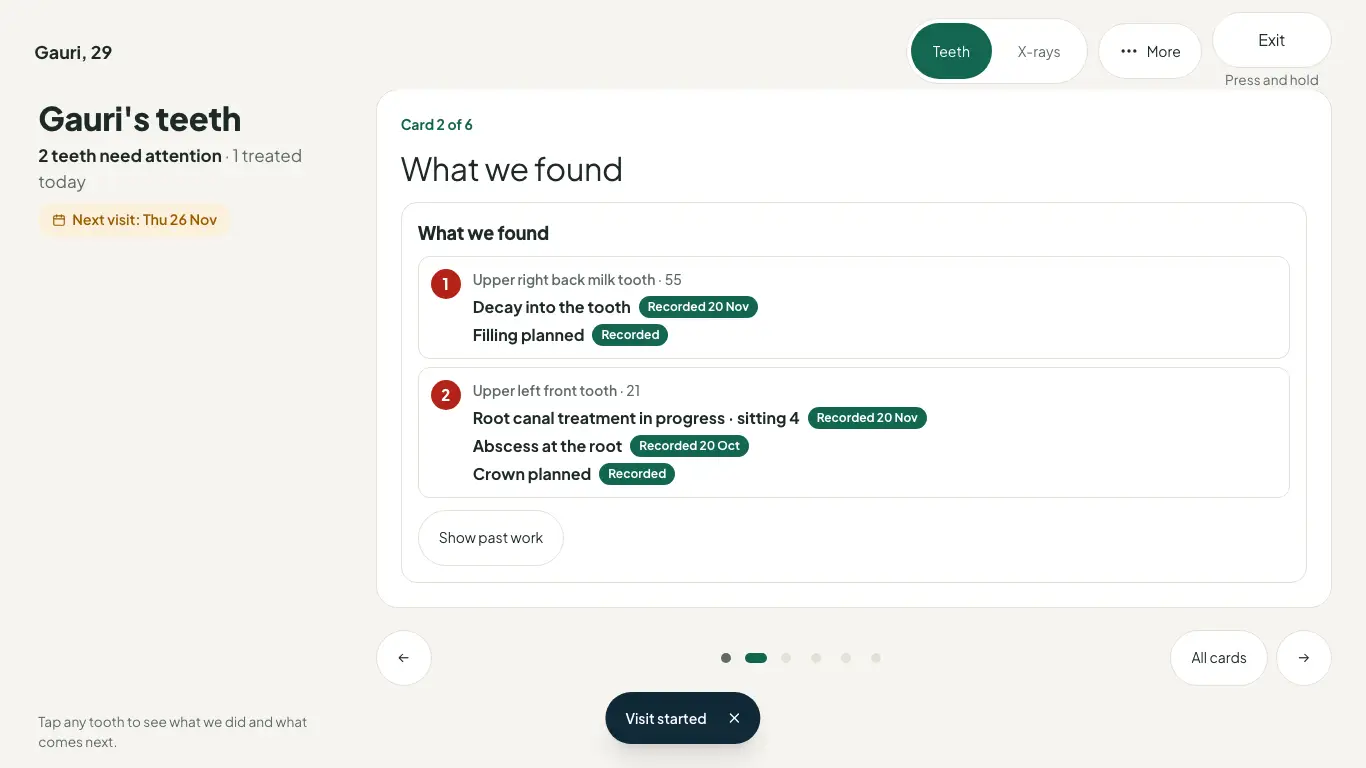 Gauri, 29
Teeth
X-rays
More
Exit
Press and hold
Gauri's teeth
2 teeth need attention · 1 treated
today
Next visit: Thu 26 Nov
Card 2 of 6
What we found
What we found
1
Upper right back milk tooth · 55
Decay into the tooth Recorded 20 Nov
Filling planned Recorded
2
Upper left front tooth · 21
Root canal treatment in progress · sitting 4 Recorded 20 Nov
Abscess at the root Recorded 20 Oct
Crown planned Recorded
Show past work
All cards
Tap any tooth to see what we did and what
comes next.
Visit started